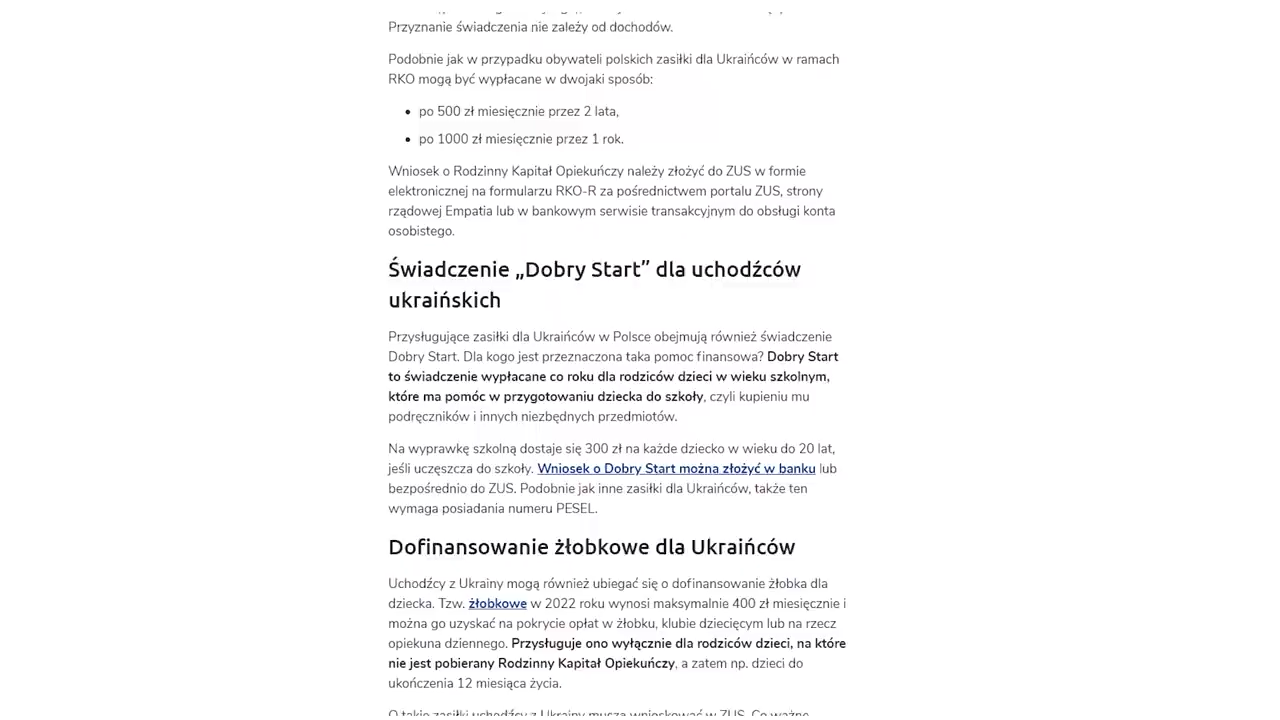 Przyznanie świadczenia nie zależy od dochodów.
Podobnie jak w przypadku obywateli polskich zasiłki dla Ukraińców w ramach
RKO mogą być wypłacane w dwojaki sposób:
• po 500 zł miesięcznie przez 2 lata,
• po 1000 zł miesięcznie przez 1 rok.
Wniosek o Rodzinny Kapitał Opiekuńczy należy złożyć do ZUS w formie
elektronicznej na formularzu RKO-R za pośrednictwem portalu ZUS, strony
rządowej Empatia lub w bankowym serwisie transakcyjnym do obsługi konta
osobistego.
Świadczenie „Dobry Start” dla uchodźców
ukraińskich
Przysługujące zasiłki dla Ukraińców w Polsce obejmują również świadczenie
Dobry Start. Dla kogo jest przeznaczona taka pomoc finansowa? Dobry Start
to świadczenie wypłacane co roku dla rodziców dzieci w wieku szkolnym,
które ma pomóc w przygotowaniu dziecka do szkoły, czyli kupieniu mu
podręczników i innych niezbędnych przedmiotów.
Na wyprawkę szkolną dostaje się 300 zł na każde dziecko w wieku do 20 lat,
jeśli uczęszcza do szkoły. Wniosek o Dobry Start można złożyć w banku lub
bezpośrednio do ZUS. Podobnie jak inne zasiłki dla Ukraińców, także ten
wymaga posiadania numeru PESEL.
Dofinansowanie żłobkowe dla Ukraińców
Uchodźcy z Ukrainy mogą również ubiegać się o dofinansowanie żłobka dla
dziecka. Tzw. żłobkowe w 2022 roku wynosi maksymalnie 400 zł miesięcznie i
można go uzyskać na pokrycie opłat w żłobku, klubie dziecięcym lub na rzecz
opiekuna dziennego. Przysługuje ono wyłącznie dla rodziców dzieci, na które
nie jest pobierany Rodzinny Kapitał Opiekuńczy, a zatem np. dzieci do
ukończenia 12 miesiąca życia.
O takie zasiłki uchodźcy z Ukrainy muszą wnioskować w ZUS. Co ważne